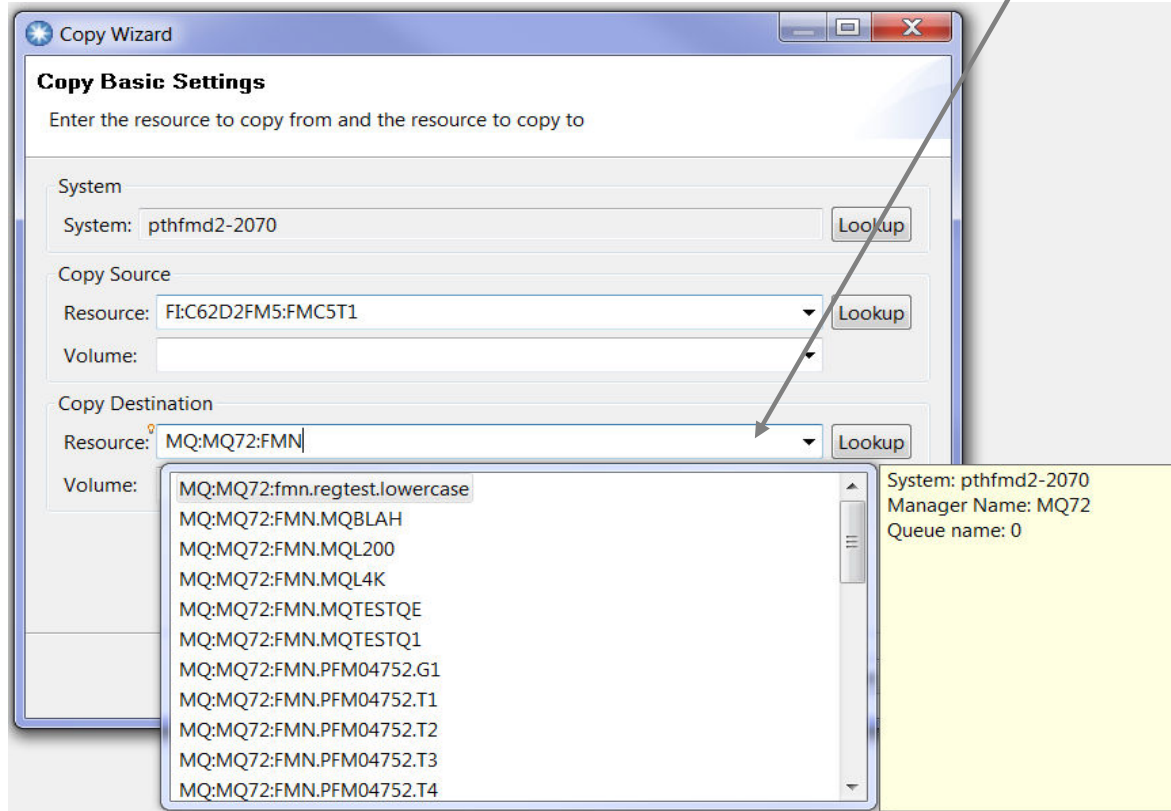 Copy Wizard
Copy Basic Settings
Enter the resource to copy from and the resource to copy to
System
System: pthfmd2-2070 Lookup
Copy Source
Resource: FI:C62D2FM5:FMC5T1 Lookup
Volume:
Copy Destination
Resource: MQ:MQ72:FMN Lookup
Volume:
MQ:MQ72:fmn.regtest.lowercase
MQ:MQ72:FMN.MQBLAH
MQ:MQ72:FMN.MQL200
MQ:MQ72:FMN.MQL4K
MQ:MQ72:FMN.MQTESTQE
MQ:MQ72:FMN.MQTESTQ1
MQ:MQ72:FMN.PFM04752.G1
MQ:MQ72:FMN.PFM04752.T1
MQ:MQ72:FMN.PFM04752.T2
MQ:MQ72:FMN.PFM04752.T3
MQ:MQ72:FMN.PFM04752.T4
System: pthfmd2-2070
Manager Name: MQ72
Queue name: 0